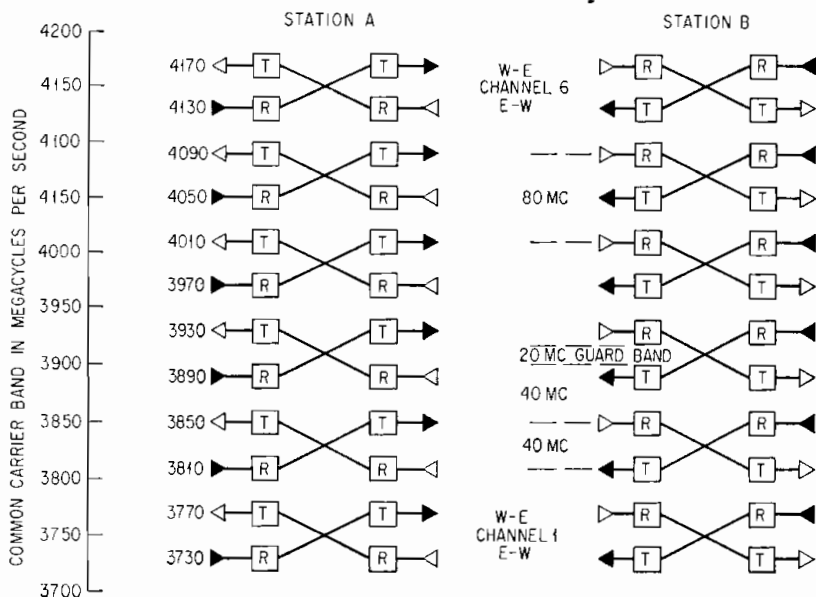 STATION A
STATION B
COMMON CARRIER BAND IN MEGACYCLES PER SECOND
4200
4150
4100
4150
4000
3950
3900
3850
3800
3750
3700
4170 T T
4130 R R
4090 T T
4050 R R
4010 T T
3970 R R
3930 T T
3890 R R
3850 T T
3810 R R
3770 T T
3730 R R
W-E
CHANNEL 6
E-W
80 MC
20 MC GUARD BAND
40 MC
40 MC
W-E
CHANNEL 1
E-W
R R
T T
R R
T T
R R
T T
R R
T T
R R
T T
R R
T T